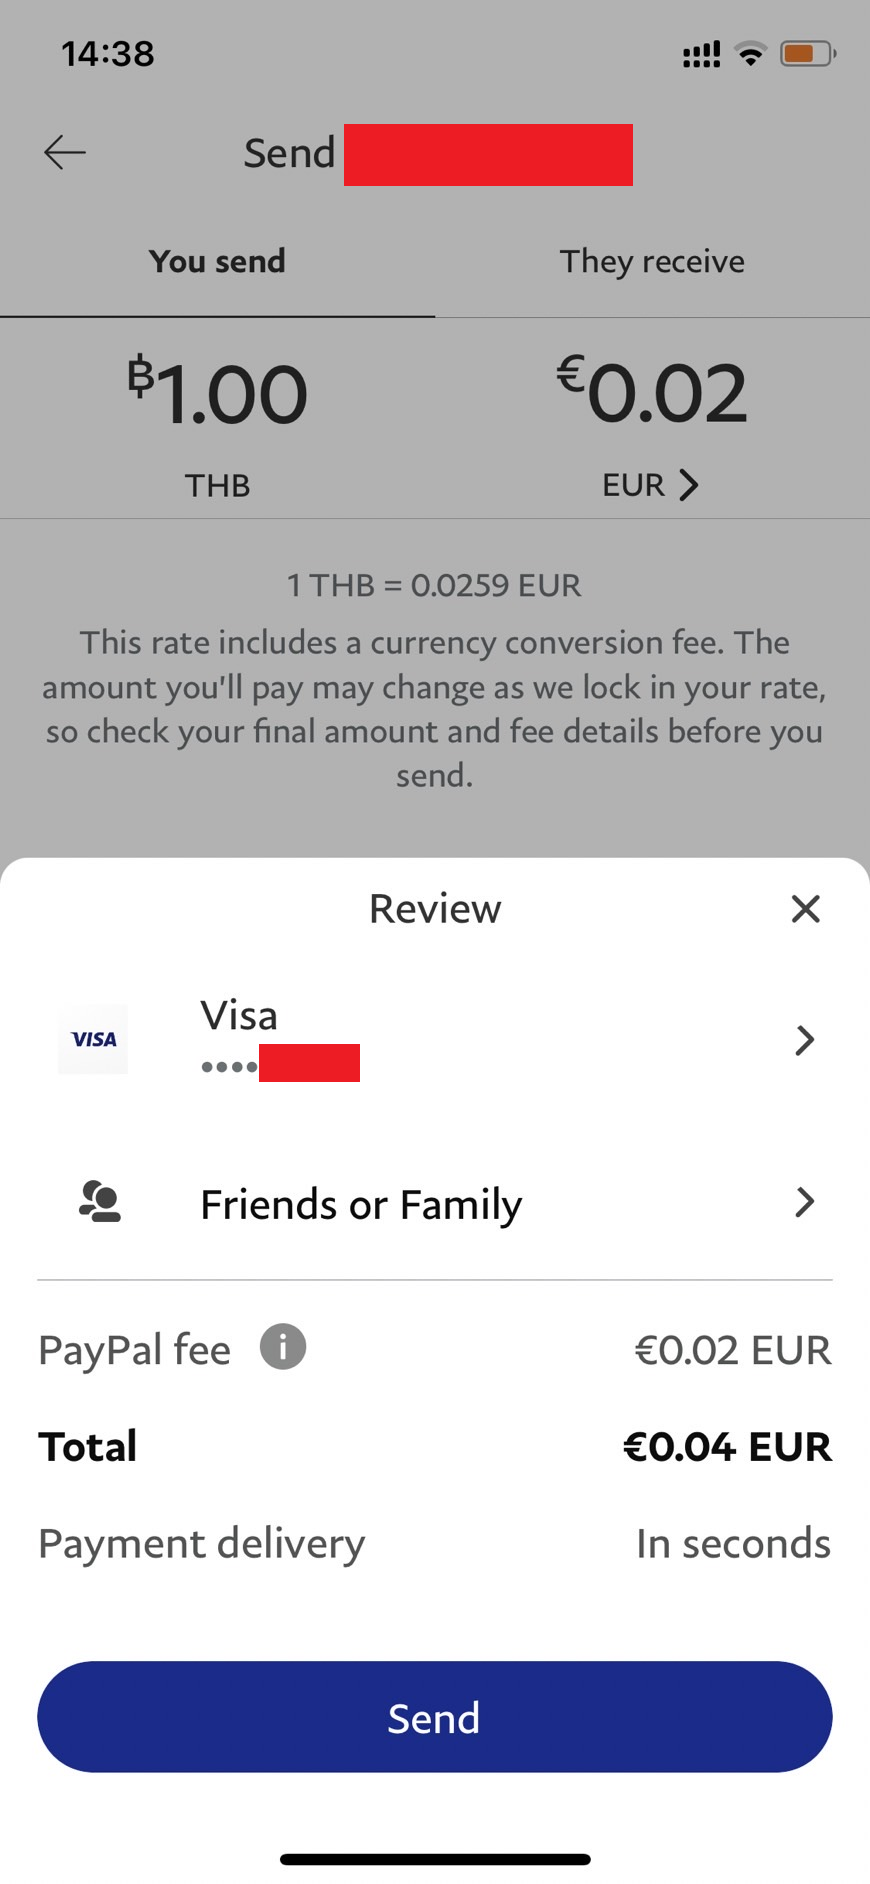 14:38
Send
You send
They receive
฿1.00
€0.02
THB
EUR
1 THB = 0.0259 EUR
This rate includes a currency conversion fee. The
amount you'll pay may change as we lock in your rate,
so check your final amount and fee details before you
send.
Review
VISA
Visa
••••
Friends or Family
PayPal fee i
€0.02 EUR
Total
€0.04 EUR
Payment delivery
In seconds
Send